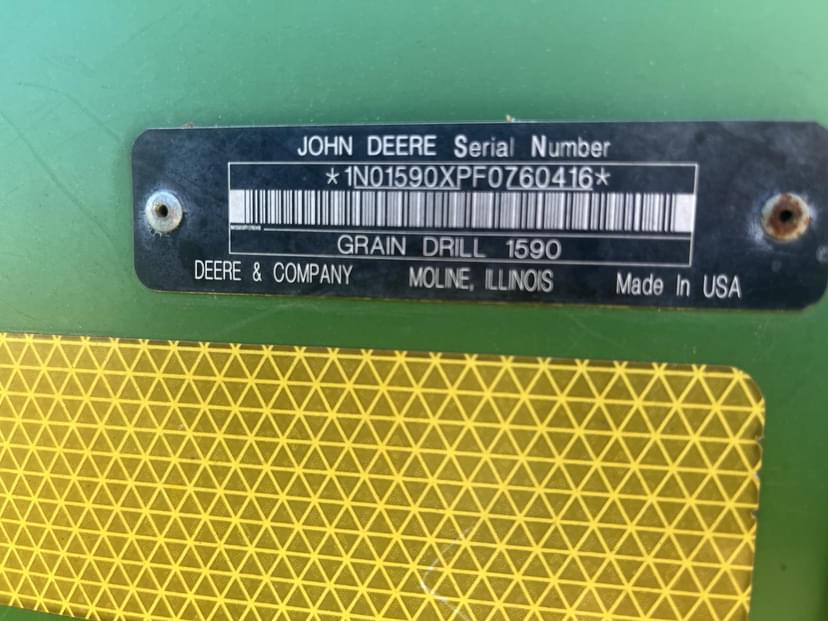 JOHN DEERE Serial Number
*1N01590XPF0760416*
GRAIN DRILL 1590
DEERE & COMPANY MOLINE, ILLINOIS Made In USA